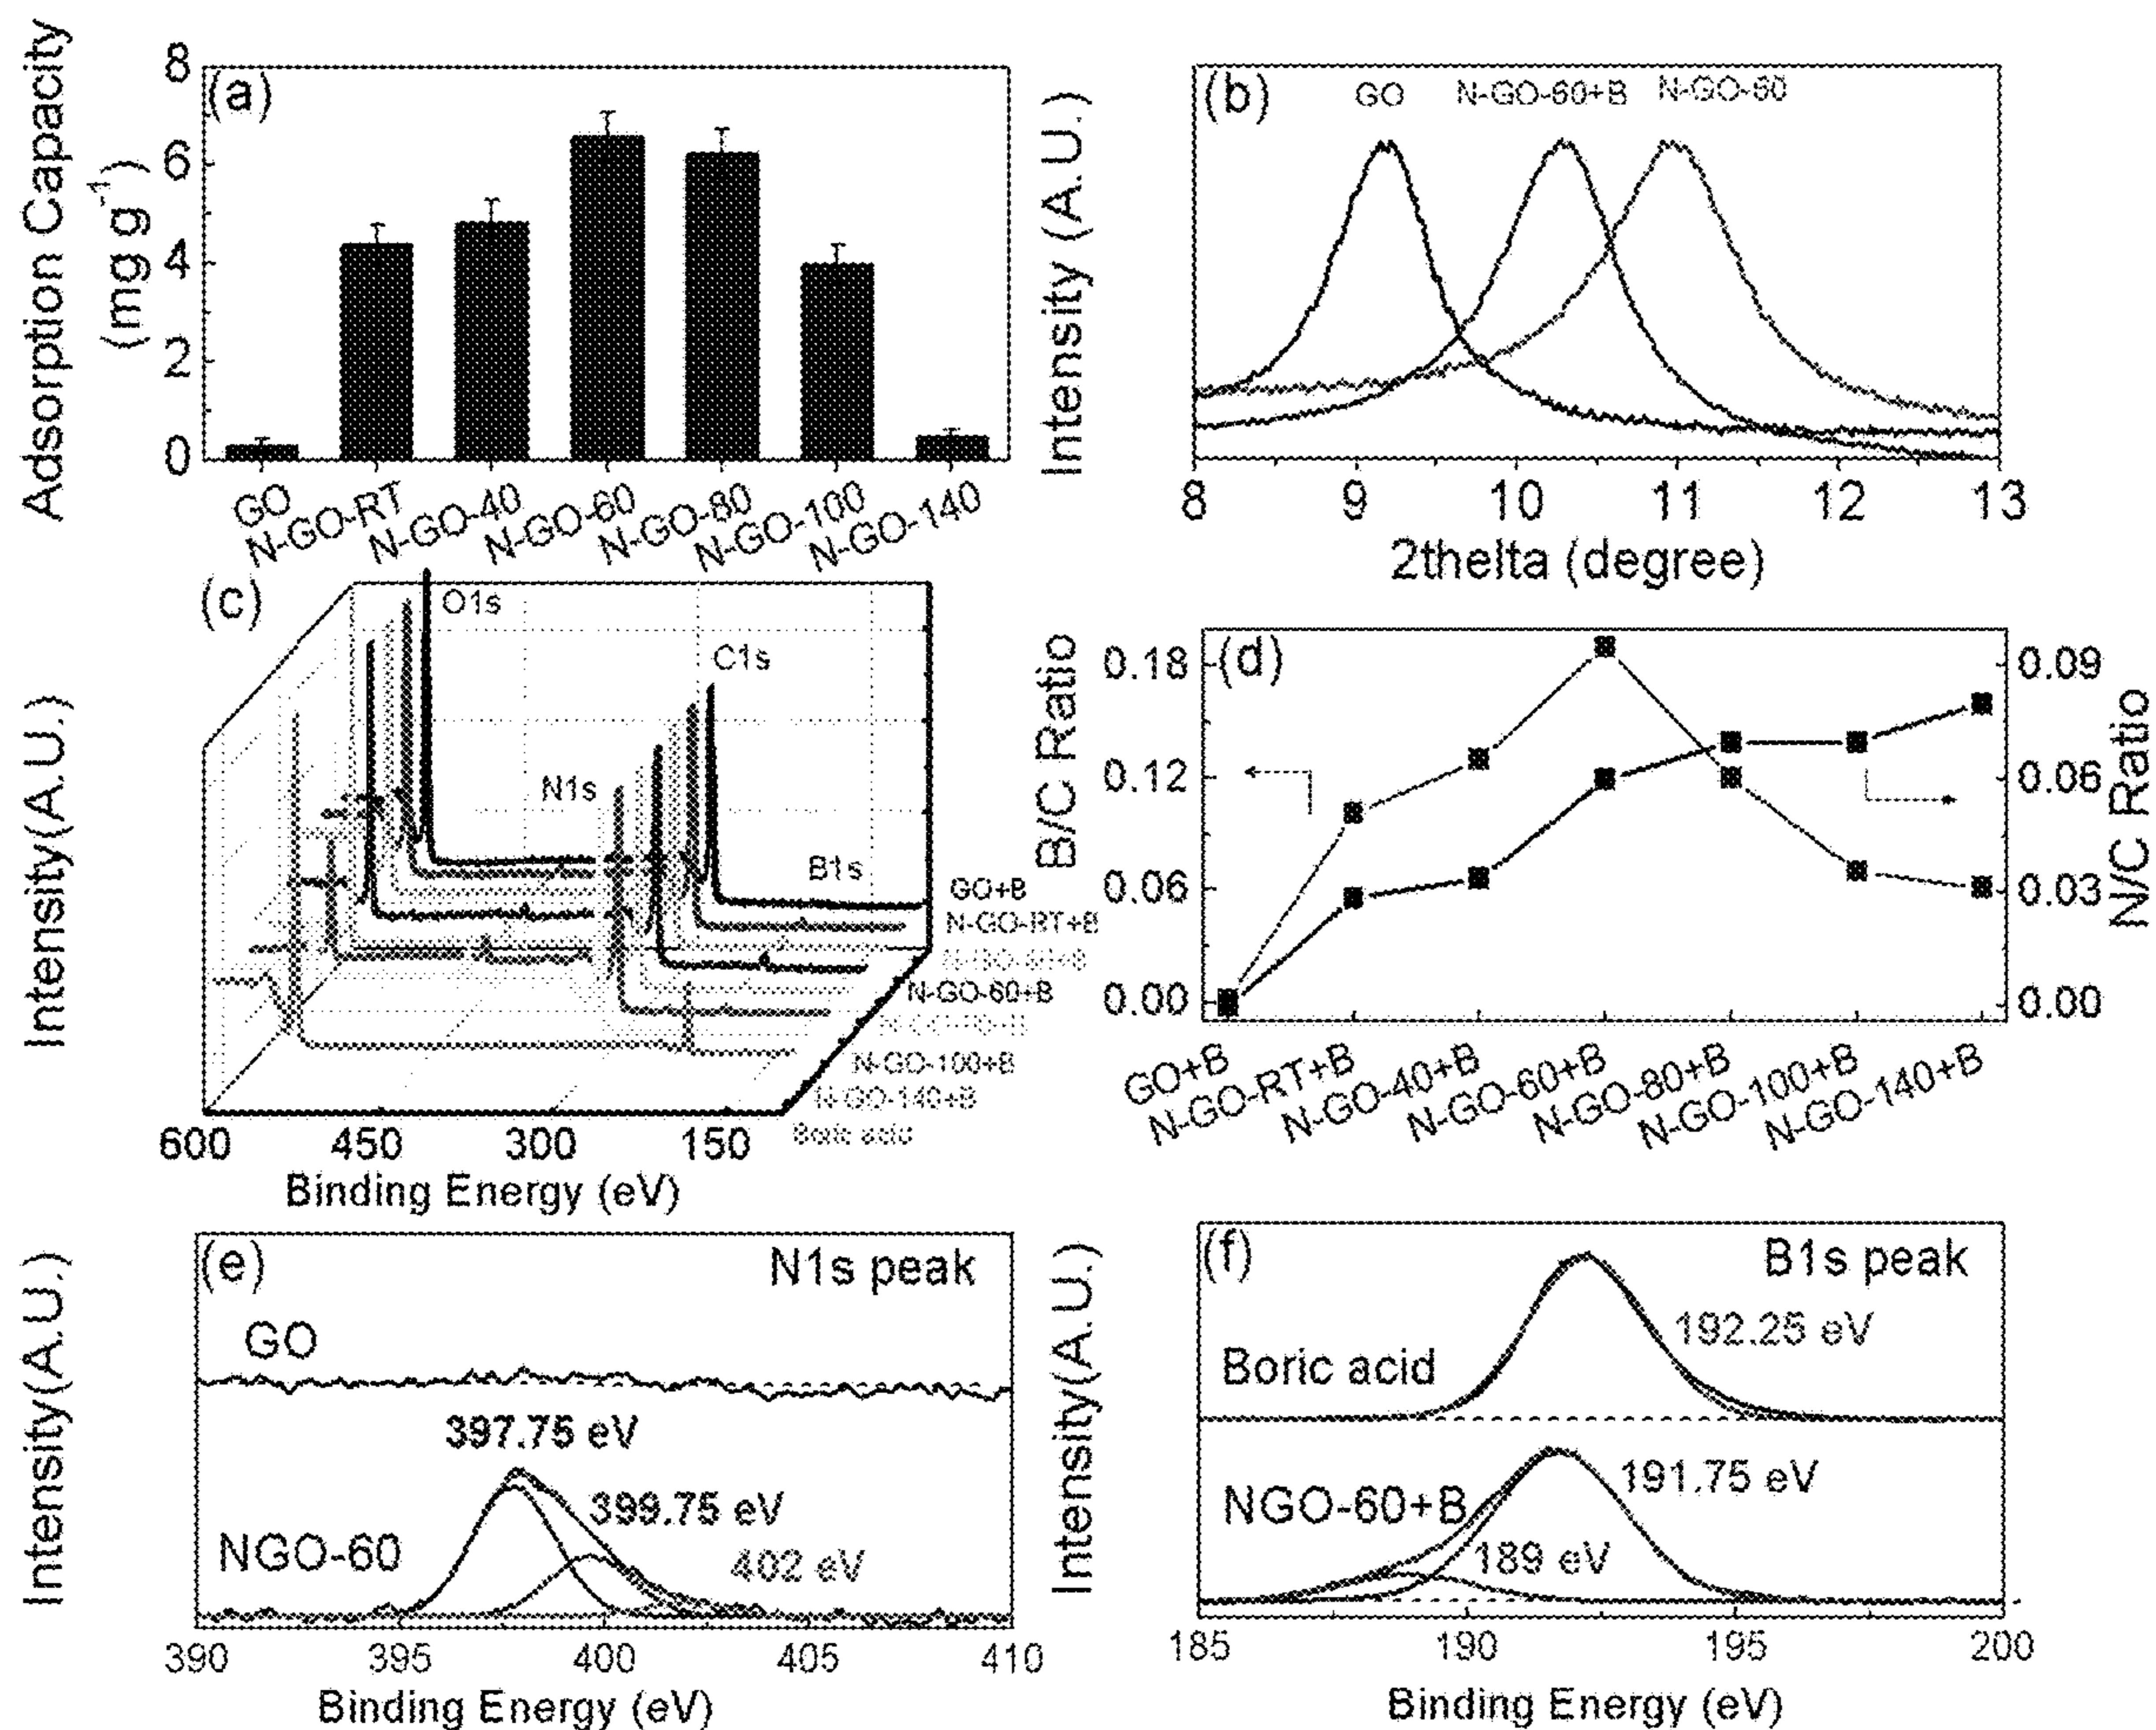 (a)
Adsorption Capacity
(mg g⁻¹)
8
6
4
2
0
GO
N-GO-RT
N-GO-40
N-GO-60
N-GO-80
N-GO-100
N-GO-140
(b)
GO N-GO-60+B N-GO-60
Intensity (A.U.)
8 9 10 11 12 13
2thelta (degree)
(c)
O1s
C1s
N1s
B1s
GO+B
N-GO-RT+B
N-GO-60+B
N-GO-100+B
N-GO-140+B
Boric acid
Intensity(A.U.)
600 450 300 150
Binding Energy (eV)
(d)
B/C Ratio
0.18
0.12
0.06
0.00
N/C Ratio
0.09
0.06
0.03
0.00
GO+B
N-GO-RT+B
N-GO-40+B
N-GO-60+B
N-GO-80+B
N-GO-100+B
N-GO-140+B
(e)
N1s peak
GO
397.75 eV
399.75 eV
402 eV
NGO-60
Intensity(A.U.)
390 395 400 405 410
Binding Energy (eV)
(f)
B1s peak
192.25 eV
Boric acid
191.75 eV
NGO-60+B
189 eV
Intensity(A.U.)
185 190 195 200
Binding Energy (eV)